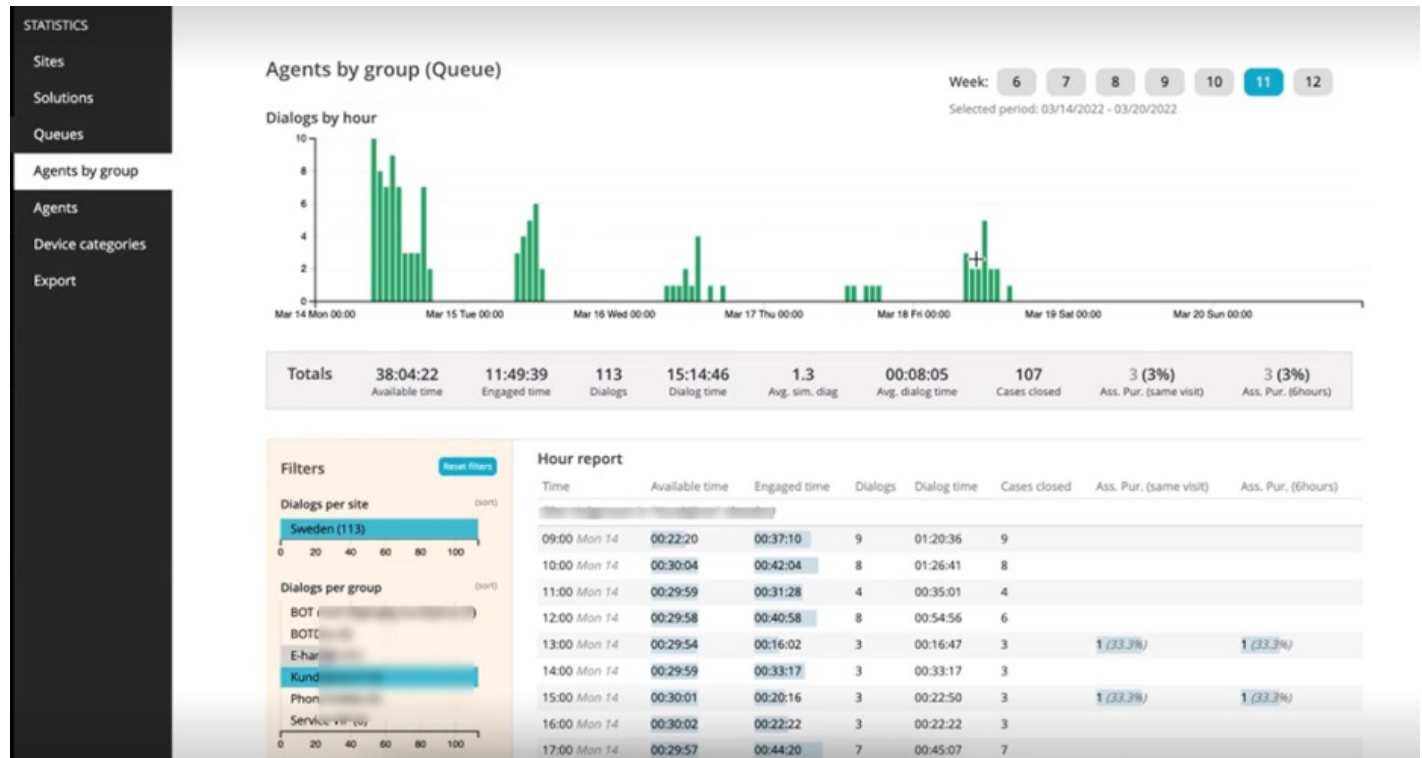 STATISTICS
Sites
Solutions
Queues
Agents by group
Agents
Device categories
Export
Agents by group (Queue)
Week: 6 7 8 9 10 11 12
Selected period: 03/14/2022 - 03/20/2022
Dialogs by hour
10
8
6
4
2
0
Mar 14 Mon 00:00 Mar 15 Tue 00:00 Mar 16 Wed 00:00 Mar 17 Thu 00:00 Mar 18 Fri 00:00 Mar 19 Sat 00:00 Mar 20 Sun 00:00
Totals 38:04:22 11:49:39 113 15:14:46 1.3 00:08:05 107 3 (3%) 3 (3%)
Available time Engaged time Dialogs Dialog time Avg. sim. diag Avg. dialog time Cases closed Ass. Pur. (same visit) Ass. Pur. (6hours)
Filters Reset filters
Dialogs per site (sort)
Sweden (113)
0 20 40 60 80 100
Dialogs per group (sort)
BOT
BOTD
E-har
Kund
Phon
Service
0 20 40 60 80 100
Hour report
Time Available time Engaged time Dialogs Dialog time Cases closed Ass. Pur. (same visit) Ass. Pur. (6hours)
09:00 Mon 14 00:22:20 00:37:10 9 01:20:36 9
10:00 Mon 14 00:30:04 00:42:04 8 01:26:41 8
11:00 Mon 14 00:29:59 00:31:28 4 00:35:01 4
12:00 Mon 14 00:29:58 00:40:58 8 00:54:56 6
13:00 Mon 14 00:29:54 00:16:02 3 00:16:47 3 1 (33.3%) 1 (33.3%)
14:00 Mon 14 00:29:59 00:33:17 3 00:33:17 3
15:00 Mon 14 00:30:01 00:20:16 3 00:22:50 3 1 (33.3%) 1 (33.3%)
16:00 Mon 14 00:30:02 00:22:22 3 00:22:22 3
17:00 Mon 14 00:29:57 00:44:20 7 00:45:07 7